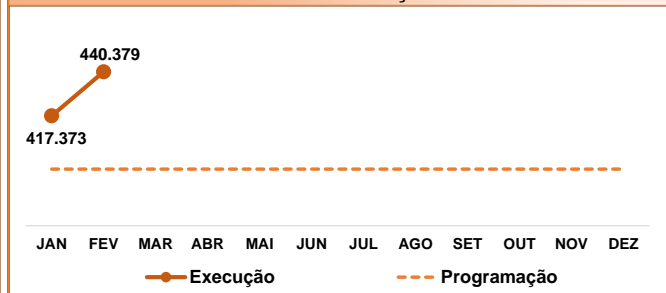 440.379
417.373
JAN FEV MAR ABR MAI JUN JUL AGO SET OUT NOV DEZ
Execução Programação